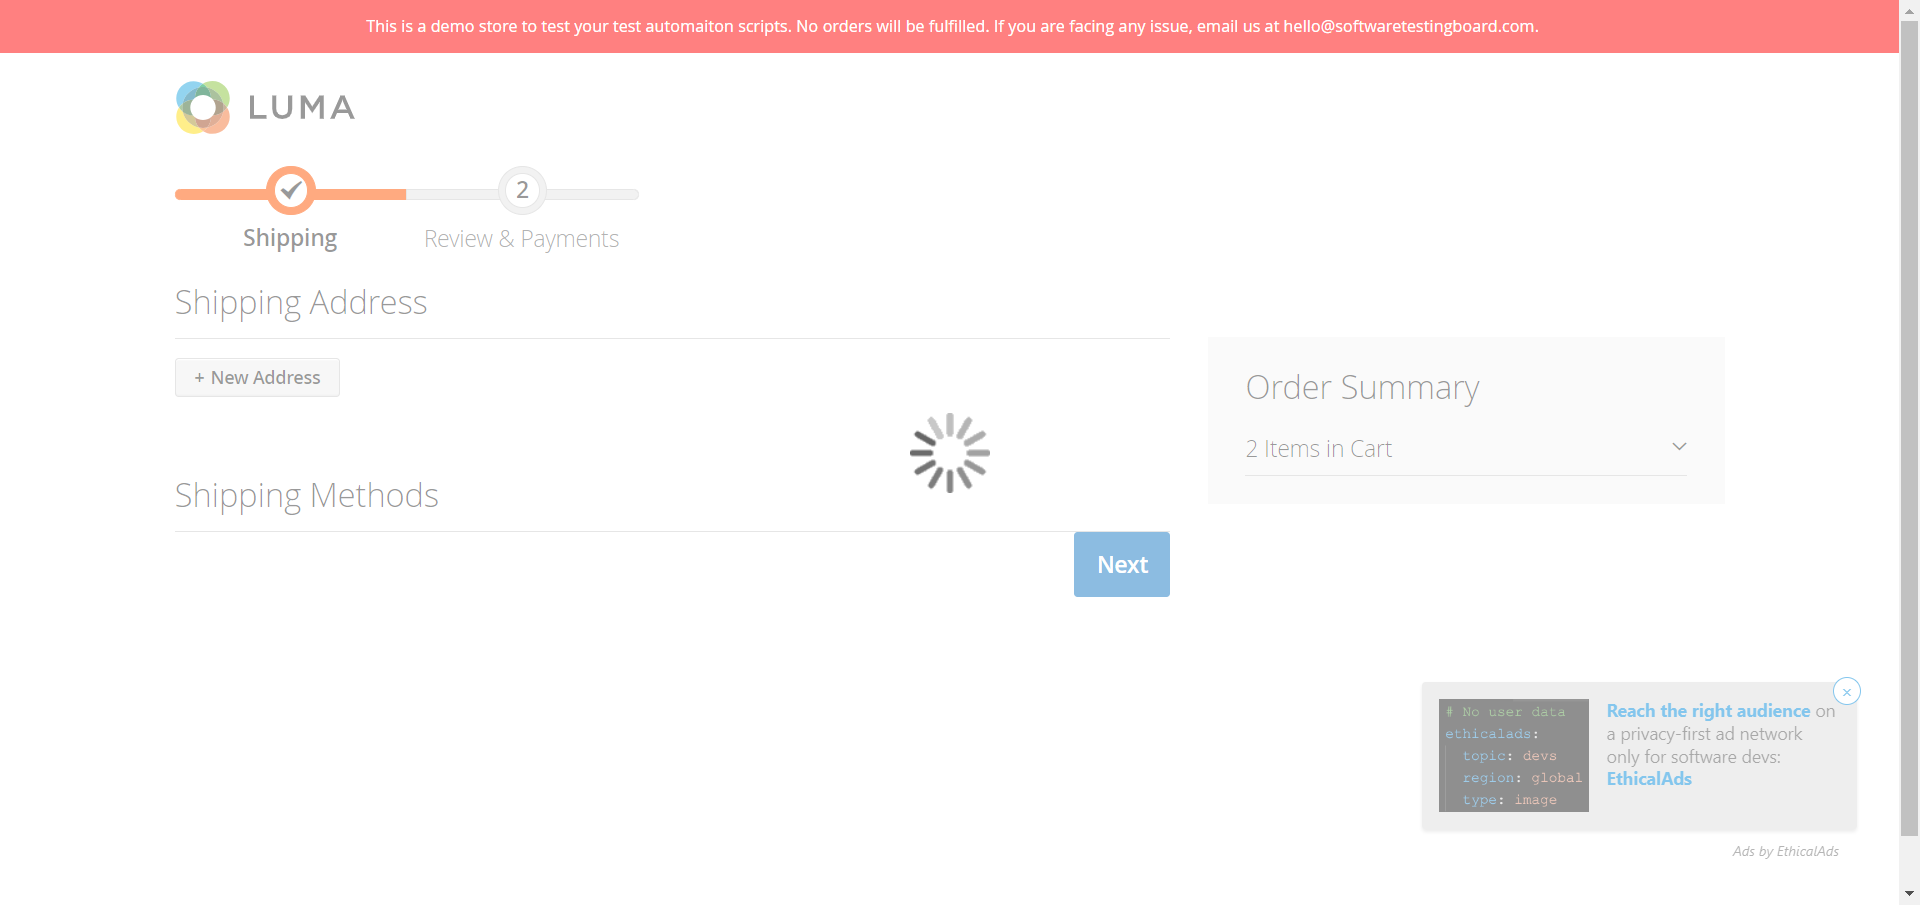 This is a demo store to test your test automaiton scripts. No orders will be fulfilled. If you are facing any issue, email us at hello@softwaretestingboard.com.
LUMA
2
Shipping
Review & Payments
Shipping Address
+ New Address
Order Summary
2 Items in Cart
Shipping Methods
Next
# No user data
ethicalads:
topic: devs
region: global
type: image
Reach the right audience on
a privacy-first ad network
only for software devs:
EthicalAds
Ads by EthicalAds